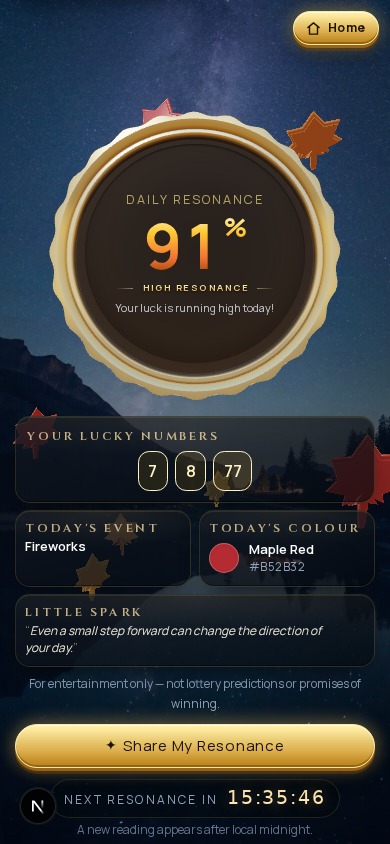 Home
DAILY RESONANCE
91%
HIGH RESONANCE
Your luck is running high today!
YOUR LUCKY NUMBERS
7 8 77
TODAY'S EVENT
Fireworks
TODAY'S COLOUR
Maple Red
#B52B32
LITTLE SPARK
"Even a small step forward can change the direction of
your day."
For entertainment only — not lottery predictions or promises of
winning.
✦ Share My Resonance
N
NEXT RESONANCE IN 15:35:46
A new reading appears after local midnight.